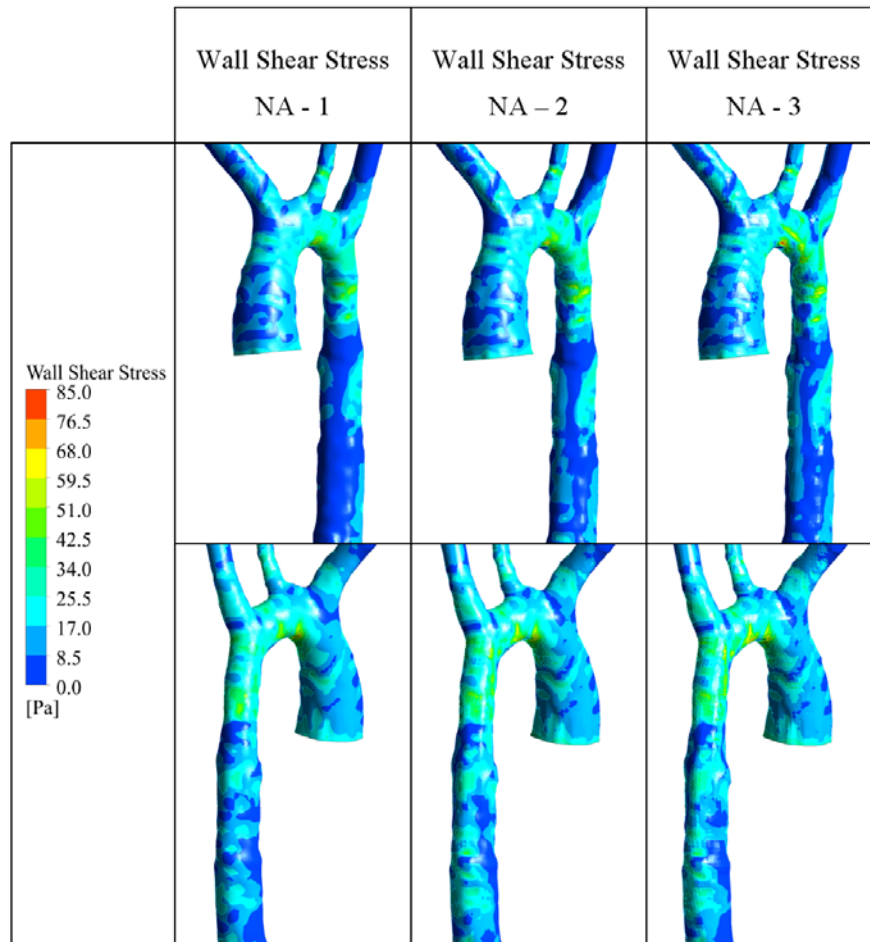 Wall Shear Stress
NA - 1
Wall Shear Stress
NA – 2
Wall Shear Stress
NA - 3
Wall Shear Stress
85.0
76.5
68.0
59.5
51.0
42.5
34.0
25.5
17.0
8.5
0.0
[Pa]